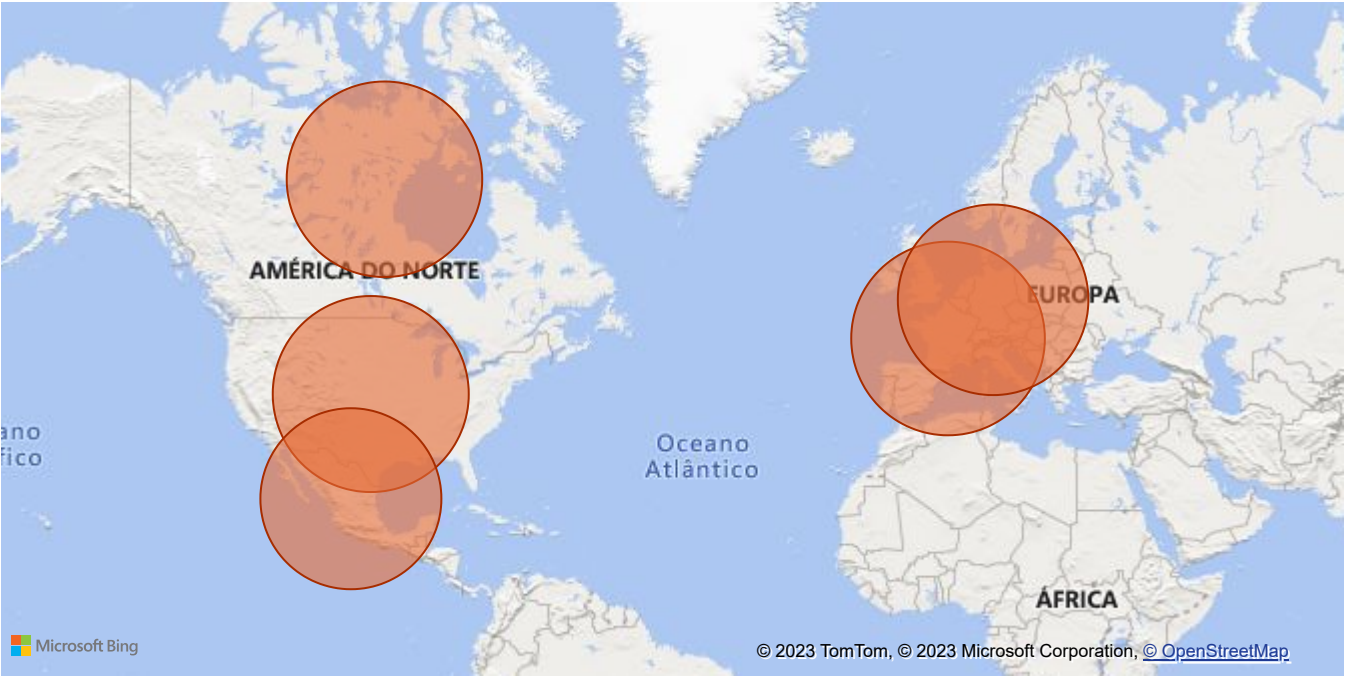 AMÉRICA DO NORTE
EUROPA
ano
fico
Oceano
Atlântico
ÁFRICA
Microsoft Bing
© 2023 TomTom, © 2023 Microsoft Corporation, © OpenStreetMap